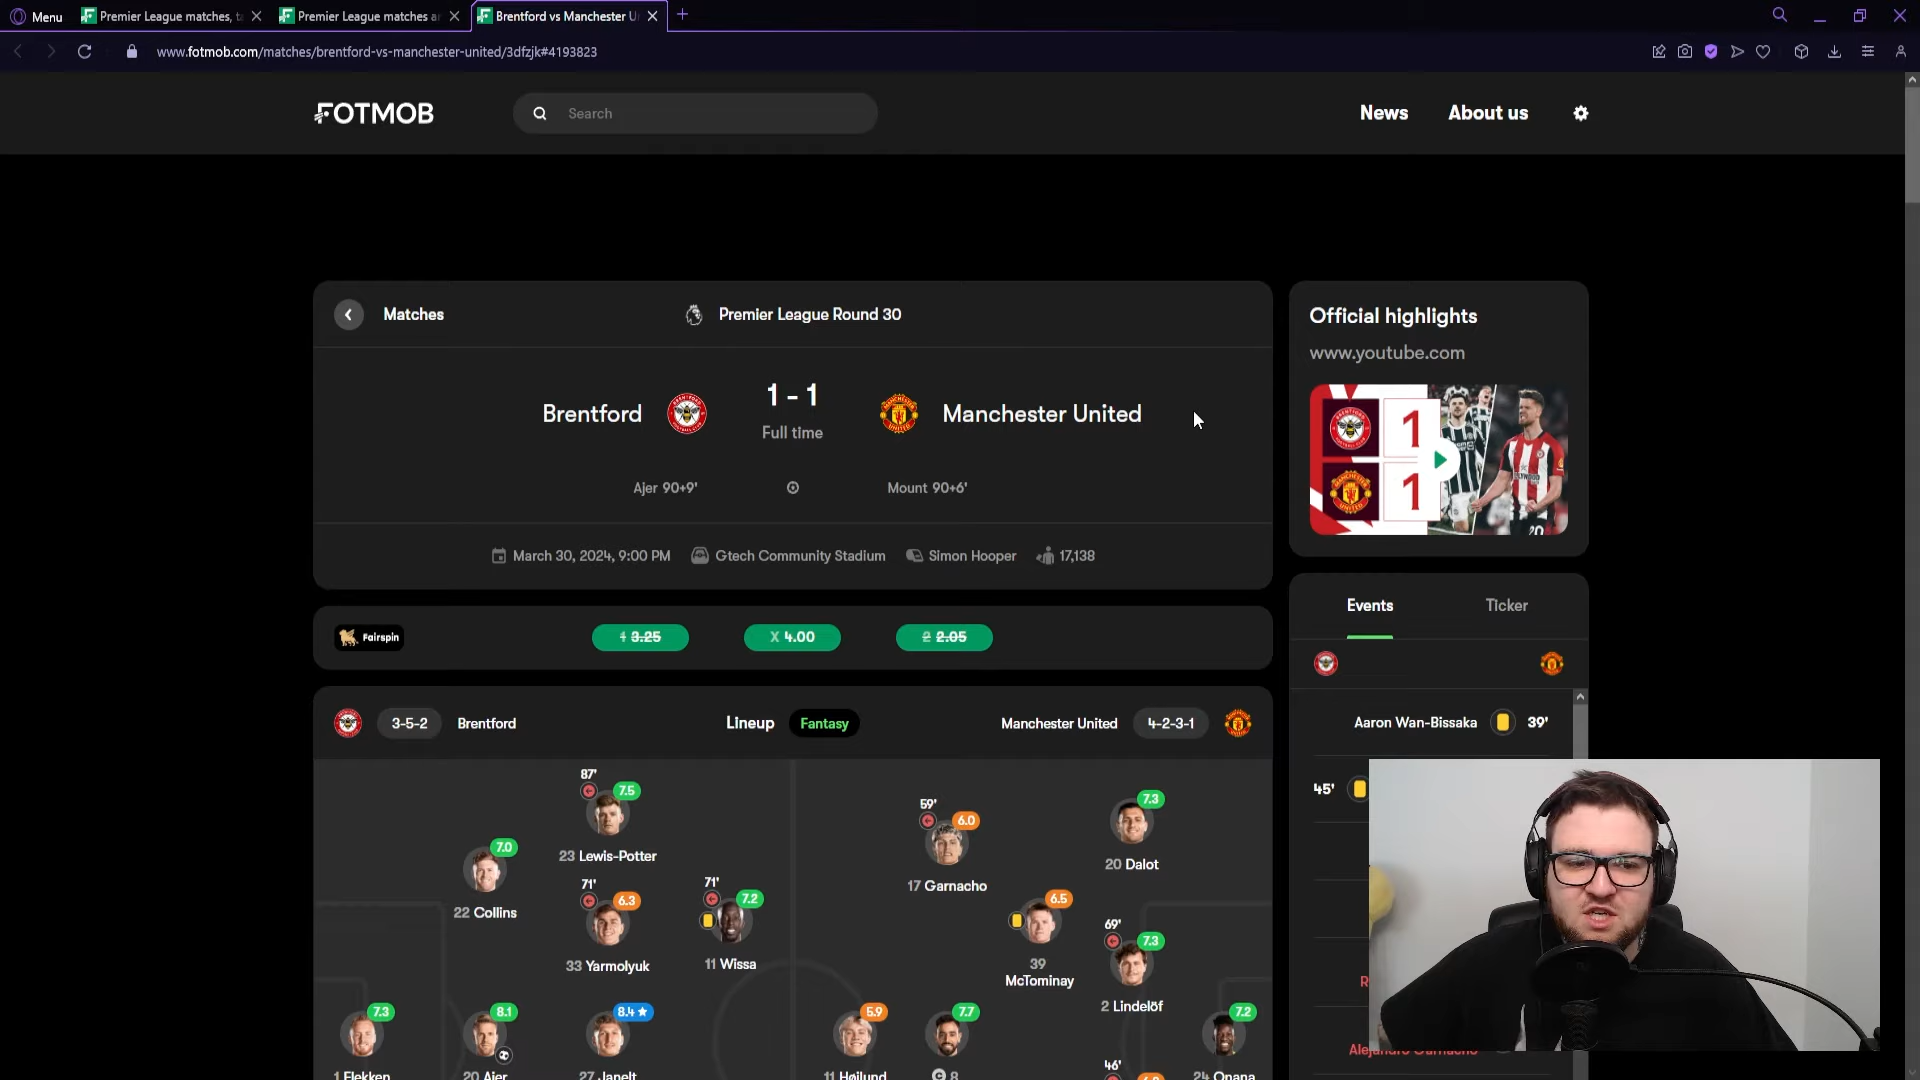 Menu
Premier League matches, t
Premier League matches a
Brentford vs Manchester U
www.fotmob.com/matches/brentford-vs-manchester-united/3dfzjk#4193823
FOTMOB
Search
News
About us
Matches
Premier League Round 30
Brentford
1 - 1
Full time
Manchester United
Ajer 90+9'
Mount 90+6'
March 30, 2024, 9:00 PM
Gtech Community Stadium
Simon Hooper
17,138
Official highlights
www.youtube.com
1
1
20
Fairspin
1 3.25
X 4.00
2 2.05
3-5-2
Brentford
Lineup
Fantasy
Manchester United
4-2-3-1
Events
Ticker
Aaron Wan-Bissaka
39'
45'
87'
7.5
23 Lewis-Potter
7.0
22 Collins
71'
6.3
33 Yarmolyuk
71'
7.2
11 Wissa
59'
6.0
17 Garnacho
7.3
20 Dalot
6.5
39
McTominay
69'
7.3
2 Lindelöf
7.3
1 Flekken
8.1
20 Ajer
8.4
27 Janelt
5.9
11 Højlund
7.7
C 8
46'
7.2
24 Onana
R
Alejandro Garnacho